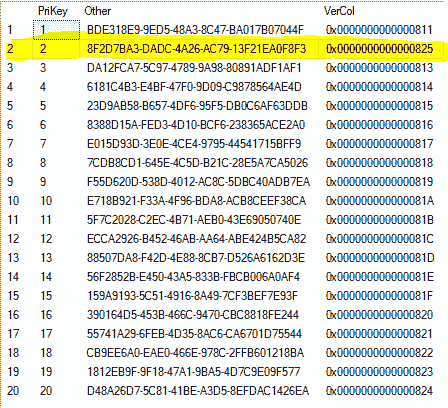 PriKey Other VerCol
1 1 BDE318E9-9ED5-48A3-8C47-BA017B07044F 0x0000000000000811
2 2 8F2D7BA3-DADC-4A26-AC79-13F21EA0F8F3 0x0000000000000825
3 3 DA12FCA7-5C97-4789-9A98-80891ADF1AF1 0x0000000000000813
4 4 6181C4B3-E4BF-47F0-9D09-C9878564AE4D 0x0000000000000814
5 5 23D9AB58-B657-4DF6-95F5-DB0C6AF63DDB 0x0000000000000815
6 6 8388D15A-FED3-4D10-BCF6-238365ACE2A0 0x0000000000000816
7 7 E015D93D-3E0E-4CE4-9795-44541715BFF9 0x0000000000000817
8 8 7CDB8CD1-645E-4C5D-B21C-28E5A7CA5026 0x0000000000000818
9 9 F55D620D-538D-4012-AC8C-5DBC40ADB7EA 0x0000000000000819
10 10 E718B921-F33A-4F96-BDA8-ACB8CEEF38CA 0x000000000000081A
11 11 5F7C2028-C2EC-4B71-AEB0-43E69050740E 0x000000000000081B
12 12 ECCA2926-B452-46AB-AA64-ABE424B5CA82 0x000000000000081C
13 13 88507DA8-F42D-4E88-8CB7-D526A6162D3E 0x000000000000081D
14 14 56F2852B-E450-43A5-833B-FBCB006A0AF4 0x000000000000081E
15 15 159A9193-5C51-4916-8A49-7CF3BEF7E93F 0x000000000000081F
16 16 390164D5-453B-466C-9470-CBC8818FE244 0x0000000000000820
17 17 55741A29-6FEB-4D35-8AC6-CA6701D75544 0x0000000000000821
18 18 CB9EE6A0-EAE0-466E-978C-2FFB601218BA 0x0000000000000822
19 19 1812EB9F-9F18-47A1-9BA5-4D7C9E09F577 0x0000000000000823
20 20 D48A26D7-5C81-41BE-A3D5-8EFDAC1426EA 0x0000000000000824